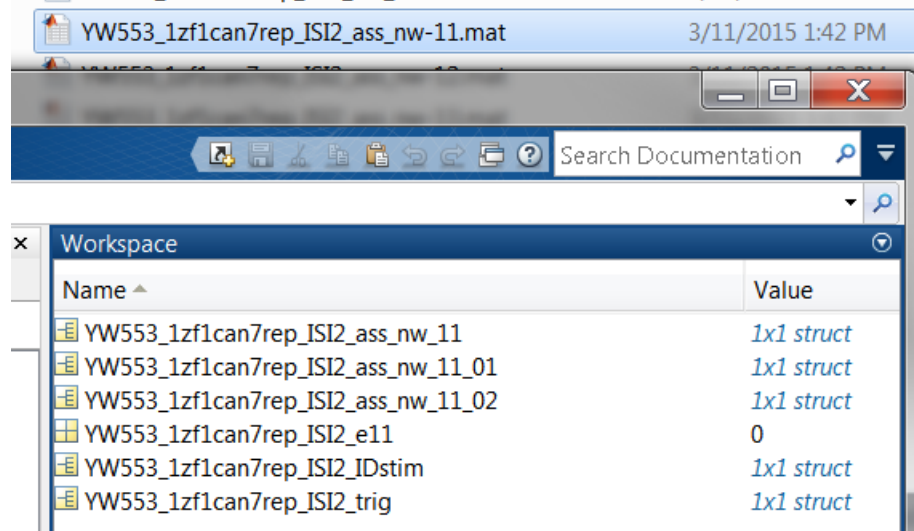 YW553_1zf1can7rep_ISI2_ass_nw-11.mat 3/11/2015 1:42 PM
Search Documentation
Workspace
Name Value
YW553_1zf1can7rep_ISI2_ass_nw_11 1x1 struct
YW553_1zf1can7rep_ISI2_ass_nw_11_01 1x1 struct
YW553_1zf1can7rep_ISI2_ass_nw_11_02 1x1 struct
YW553_1zf1can7rep_ISI2_e11 0
YW553_1zf1can7rep_ISI2_IDstim 1x1 struct
YW553_1zf1can7rep_ISI2_trig 1x1 struct